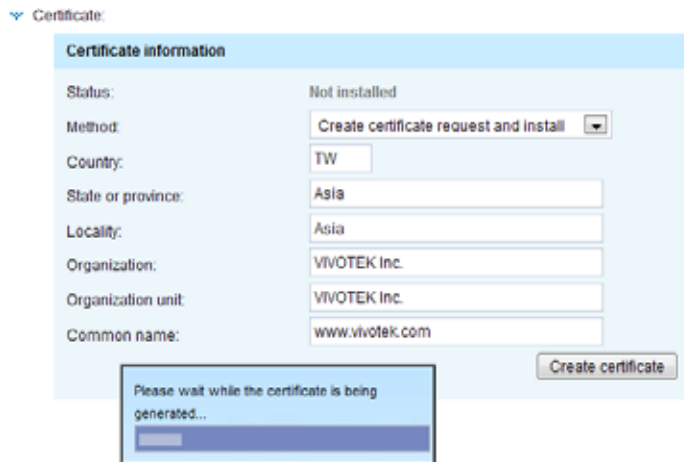 Certificate:
Certificate information
Status: Not installed
Method: Create certificate request and install
Country: TW
State or province: Asia
Locality: Asia
Organization: VIVOTEK Inc.
Organization unit: VIVOTEK Inc.
Common name: www.vivotek.com
Create certificate
Please wait while the certificate is being
generated...